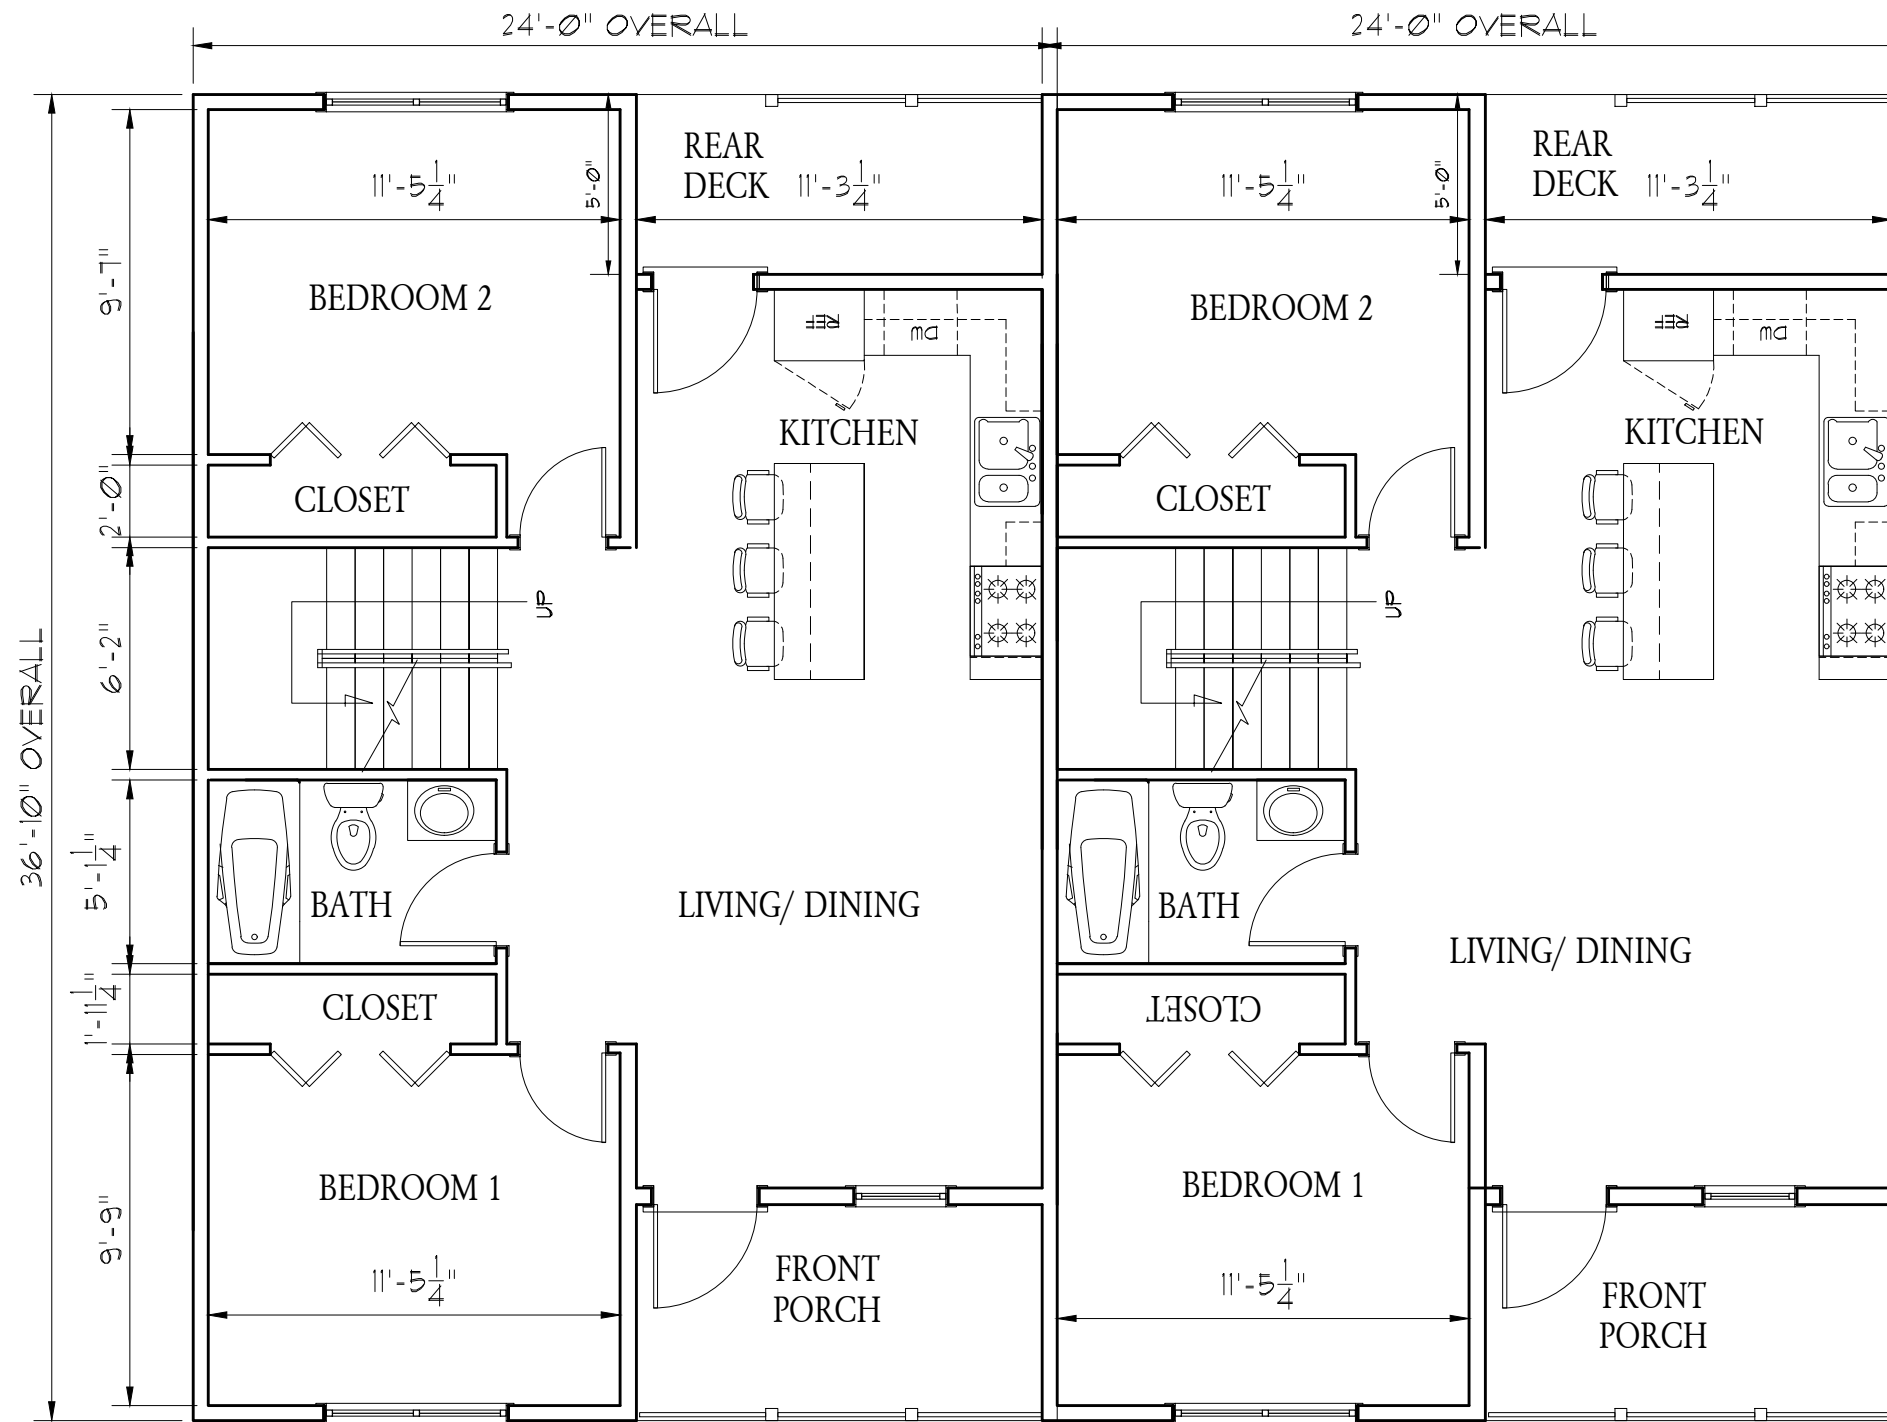 24'-0" OVERALL
24'-0" OVERALL
REAR
DECK
11'-3 1/4"
11'-5 1/4"
5'-0"
REAR
DECK
11'-3 1/4"
11'-5 1/4"
5'-0"
9'-7"
BEDROOM 2
BEDROOM 2
DW
DW
KITCHEN
KITCHEN
2'-0"
CLOSET
CLOSET
UP
UP
6'-2"
36'-10" OVERALL
5'-1 1/4"
BATH
LIVING/ DINING
BATH
LIVING/ DINING
1'-11 1/4"
CLOSET
CLOSET
BEDROOM 1
BEDROOM 1
9'-9"
11'-5 1/4"
FRONT
PORCH
11'-5 1/4"
FRONT
PORCH